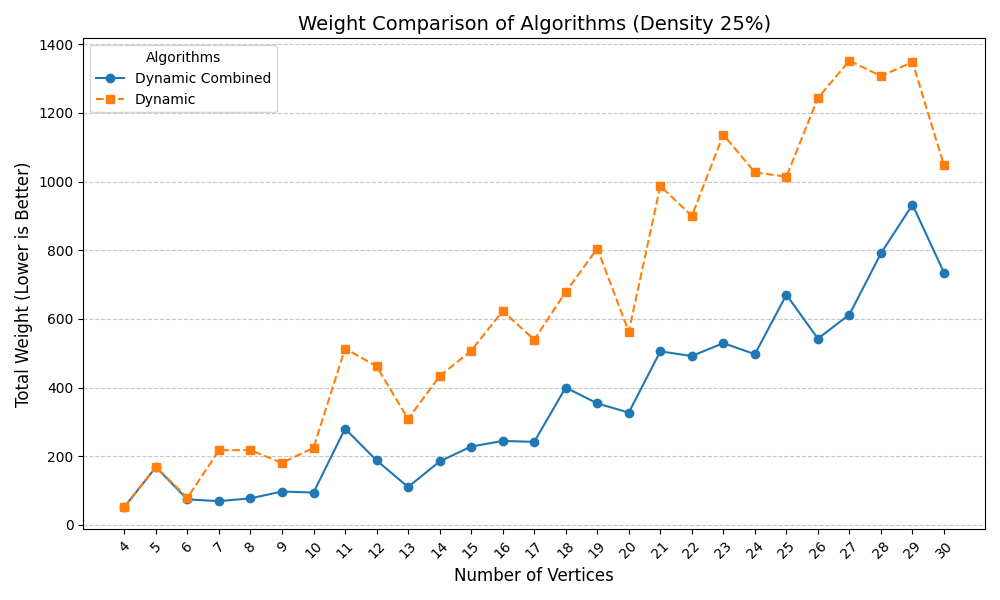 Weight Comparison of Algorithms (Density 25%)
Algorithms
Dynamic Combined
Dynamic
Total Weight (Lower is Better)
1400
1200
1000
800
600
400
200
0
4 5 6 7 8 9 10 11 12 13 14 15 16 17 18 19 20 21 22 23 24 25 26 27 28 29 30
Number of Vertices